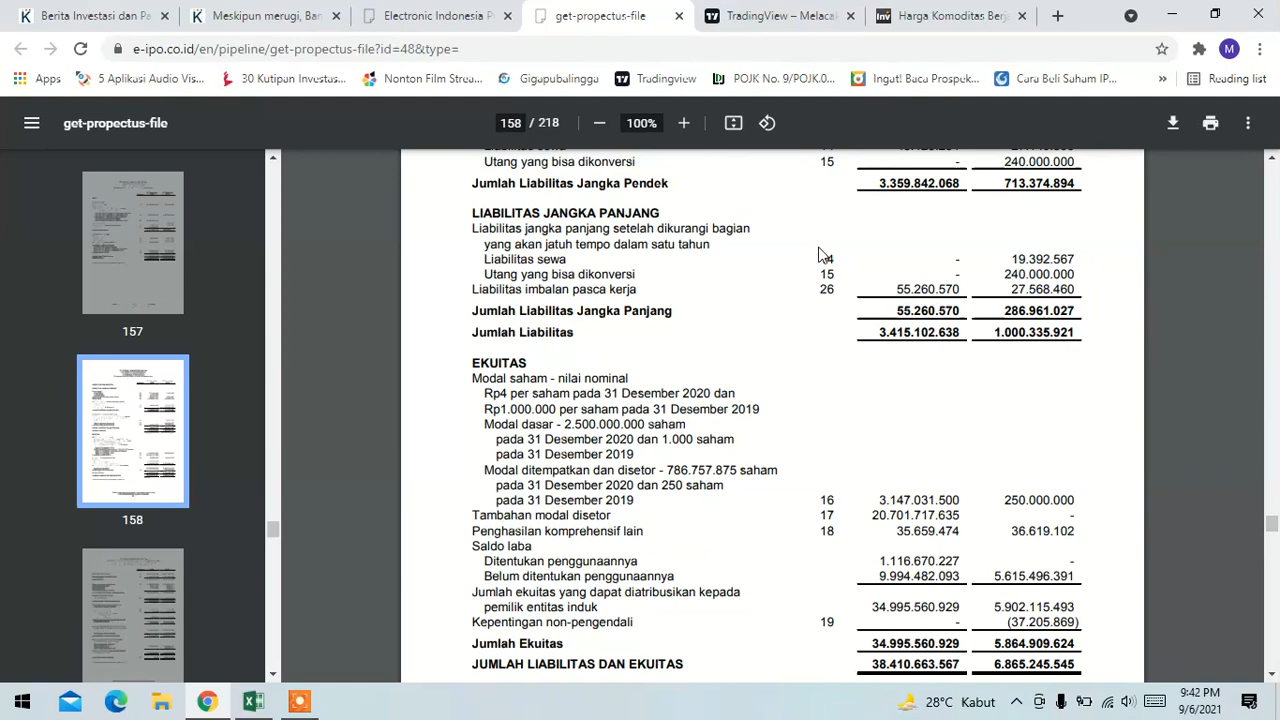 Berita Investasi dan Pa
Meskipun merugi, Ban
Electronic Indonesia P
get-propectus-file
TradingView – Melacak
Harga Komoditas Berja
e-ipo.co.id/en/pipeline/get-propectus-file?id=48&type=
M
Apps
5 Aplikasi Audio Vis...
30 Kutipan Investas...
Nonton Film Strea...
Gigapubalingga
Tradingview
POJK No. 9/POJK.0...
Ingat! Baca Prospek...
Cara Beli Saham IP...
Reading list
get-propectus-file
158 / 218
100%
157
158
Utang yang bisa dikonversi 15 - 240.000.000
Jumlah Liabilitas Jangka Pendek 3.359.842.068 713.374.894
LIABILITAS JANGKA PANJANG
Liabilitas jangka panjang setelah dikurangi bagian
yang akan jatuh tempo dalam satu tahun
Liabilitas sewa 14 - 19.392.567
Utang yang bisa dikonversi 15 - 240.000.000
Liabilitas imbalan pasca kerja 26 55.260.570 27.568.460
Jumlah Liabilitas Jangka Panjang 55.260.570 286.961.027
Jumlah Liabilitas 3.415.102.638 1.000.335.921
EKUITAS
Modal saham - nilai nominal
Rp4 per saham pada 31 Desember 2020 dan
Rp1.000.000 per saham pada 31 Desember 2019
Modal dasar - 2.500.000.000 saham
pada 31 Desember 2020 dan 1.000 saham
pada 31 Desember 2019
Modal ditempatkan dan disetor - 786.757.875 saham
pada 31 Desember 2020 dan 250 saham
pada 31 Desember 2019 16 3.147.031.500 250.000.000
Tambahan modal disetor 17 20.701.717.635 -
Penghasilan komprehensif lain 18 35.659.474 36.619.102
Saldo laba
Ditentukan penggunaannya 1.116.670.227 -
Belum ditentukan penggunaannya 9.994.482.093 5.615.496.391
Jumlah ekuitas yang dapat diatribusikan kepada
pemilik entitas induk 34.995.560.929 5.902.115.493
Kepentingan non-pengendali 19 - (37.205.869)
Jumlah Ekuitas 34.995.560.929 5.864.909.624
JUMLAH LIABILITAS DAN EKUITAS 38.410.663.567 6.865.245.545
28°C Kabut
9:42 PM
9/6/2021